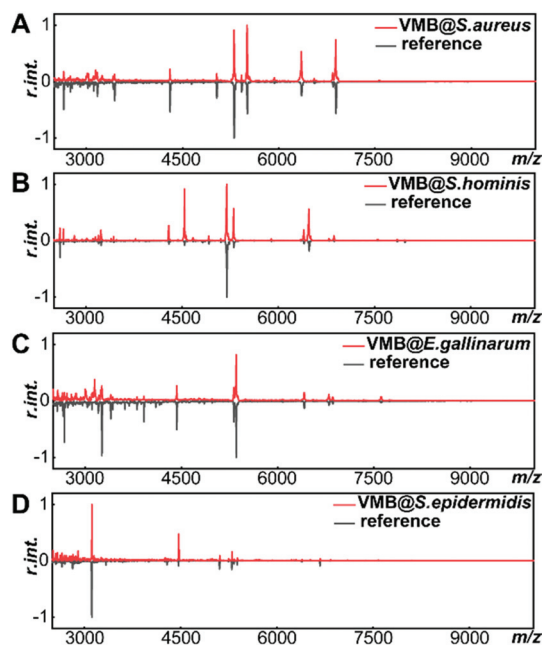 A
VMB@S.aureus
reference
r.int.
1
0
-1
3000 4500 6000 7500 9000 m/z
B
VMB@S.hominis
reference
r.int.
1
0
-1
3000 4500 6000 7500 9000 m/z
C
VMB@E.gallinarum
reference
r.int.
1
0
-1
3000 4500 6000 7500 9000 m/z
D
VMB@S.epidermidis
reference
r.int.
1
0
-1
3000 4500 6000 7500 9000 m/z